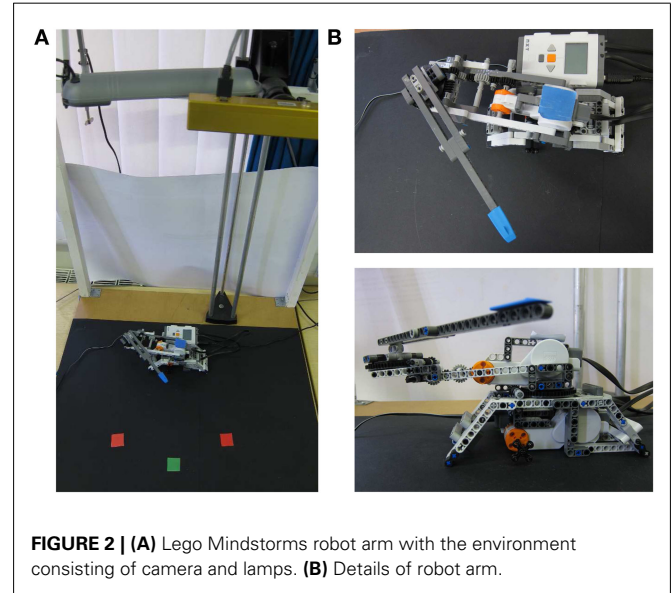 A
B
FIGURE 2 | (A) Lego Mindstorms robot arm with the environment
consisting of camera and lamps. (B) Details of robot arm.